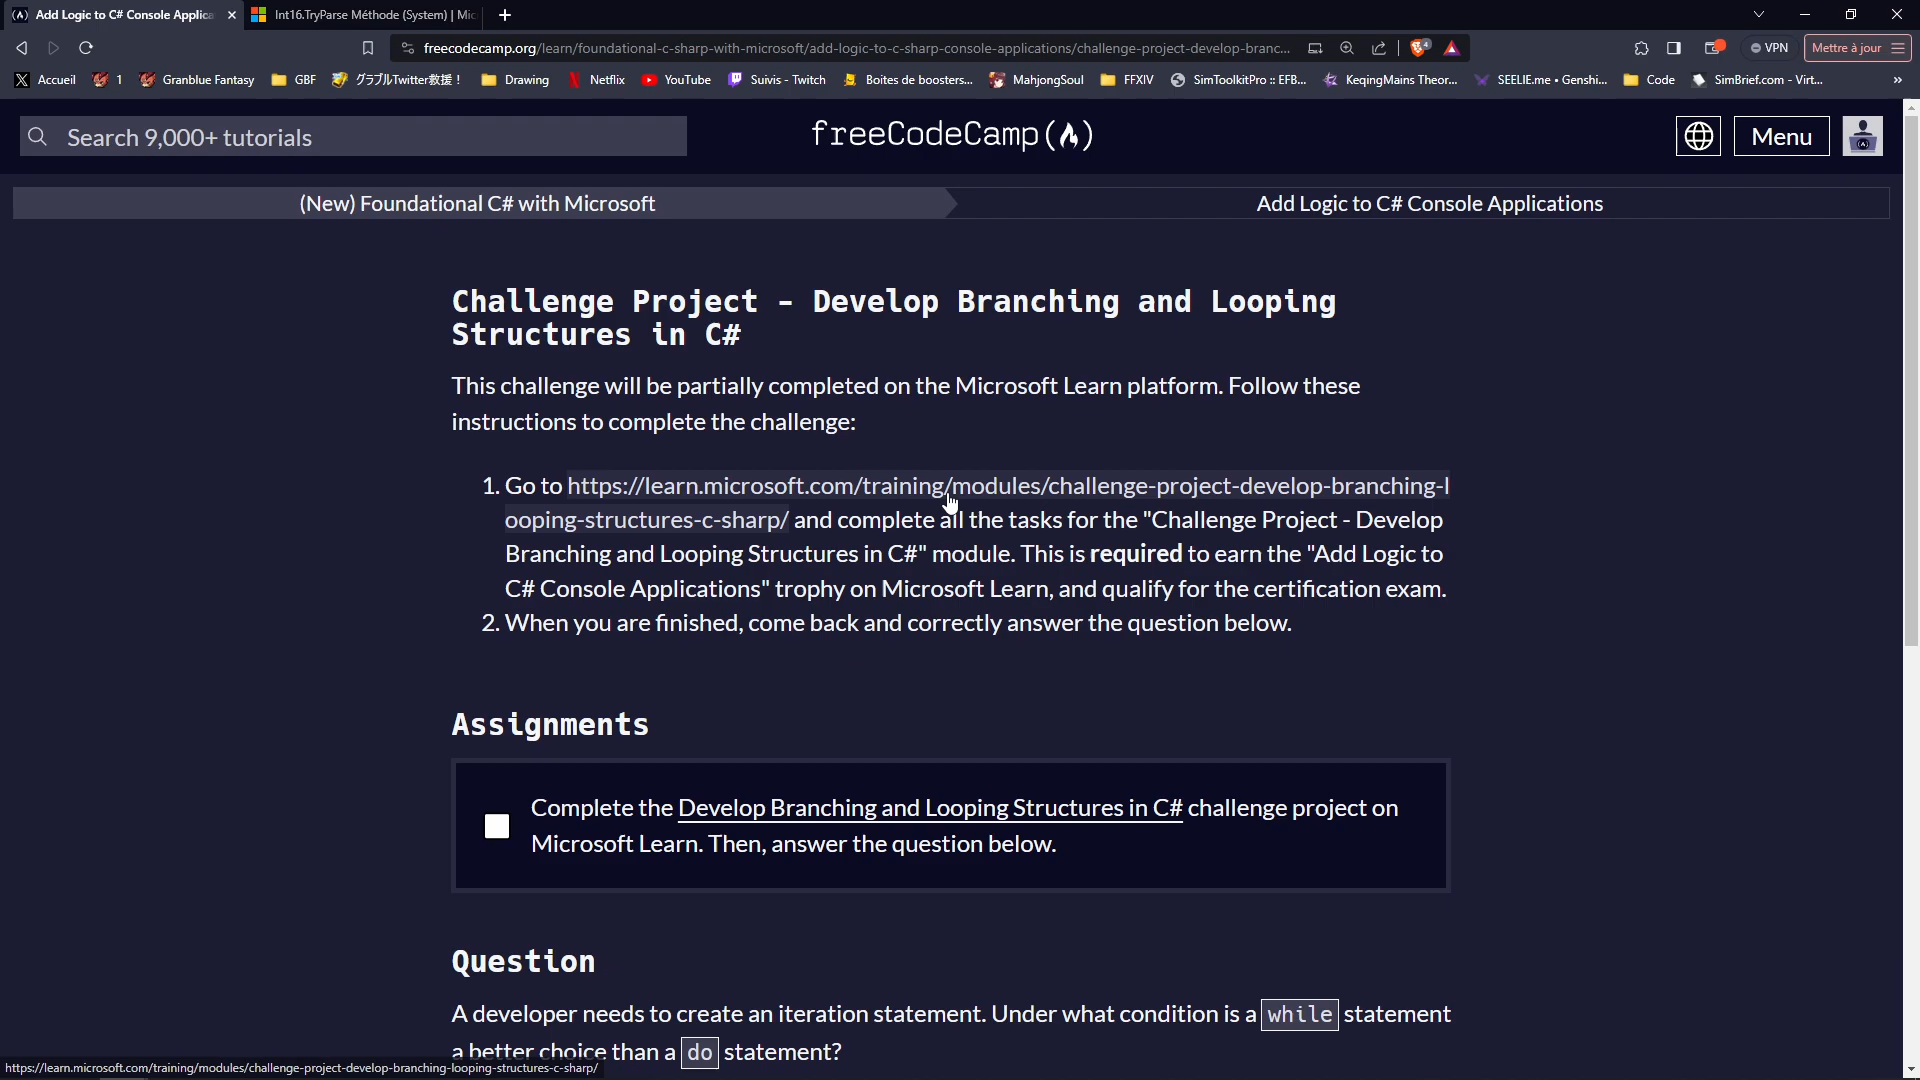 Add Logic to C# Console Applica
Int16.TryParse Méthode (System) | Mic
freecodecamp.org/learn/foundational-c-sharp-with-microsoft/add-logic-to-c-sharp-console-applications/challenge-project-develop-branc...
4
VPN
Mettre à jour
Accueil
1
Granblue Fantasy
GBF
グラブルTwitter救援！
Drawing
Netflix
YouTube
Suivis - Twitch
Boites de boosters...
MahjongSoul
FFXIV
SimToolkitPro :: EFB...
KeqingMains Theor...
SEELIE.me • Genshi...
Code
SimBrief.com - Virt...
»
Search 9,000+ tutorials
freeCodeCamp
Menu
(New) Foundational C# with Microsoft
Add Logic to C# Console Applications
Challenge Project - Develop Branching and Looping
Structures in C#
This challenge will be partially completed on the Microsoft Learn platform. Follow these
instructions to complete the challenge:
1. Go to https://learn.microsoft.com/training/modules/challenge-project-develop-branching-l
ooping-structures-c-sharp/ and complete all the tasks for the "Challenge Project - Develop
Branching and Looping Structures in C#" module. This is required to earn the "Add Logic to
C# Console Applications" trophy on Microsoft Learn, and qualify for the certification exam.
2. When you are finished, come back and correctly answer the question below.
Assignments
Complete the Develop Branching and Looping Structures in C# challenge project on
Microsoft Learn. Then, answer the question below.
Question
A developer needs to create an iteration statement. Under what condition is a while statement
a better choice than a do statement?
https://learn.microsoft.com/training/modules/challenge-project-develop-branching-looping-structures-c-sharp/